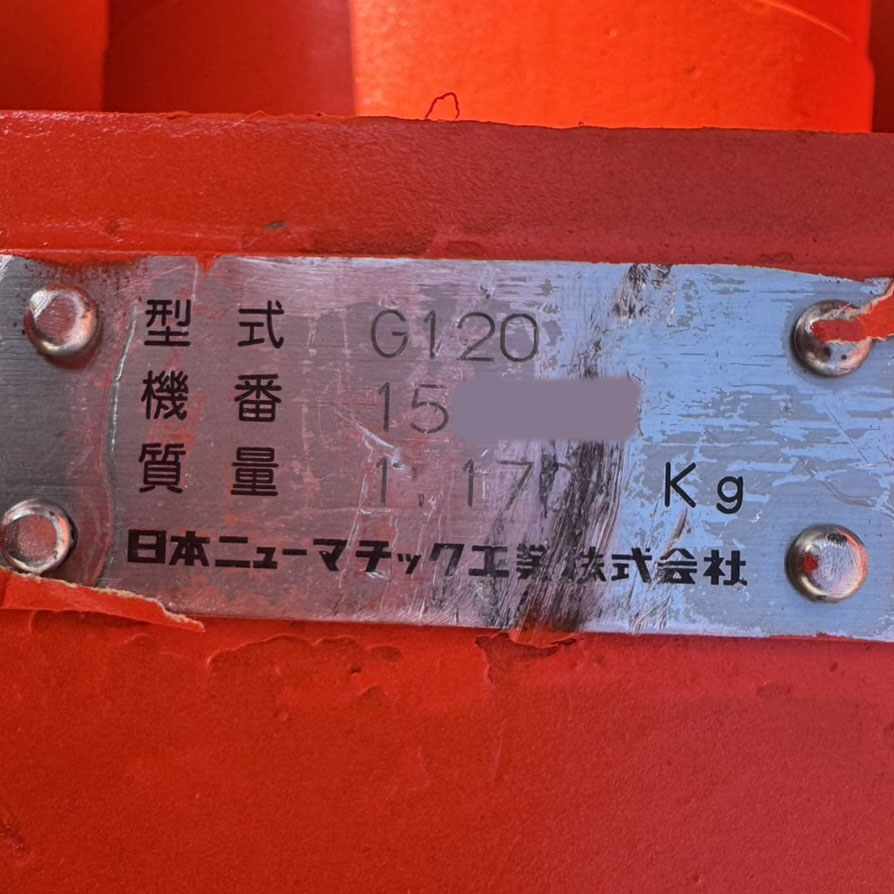 型式 G120
機番 15
質量 1,170 Kg
日本ニューマチック工業株式会社